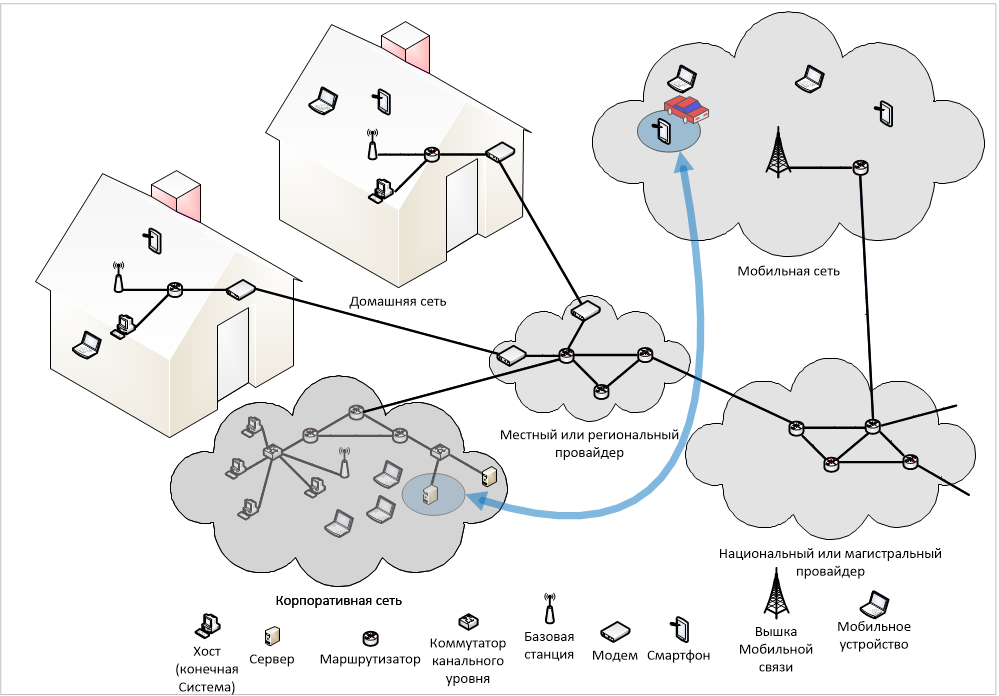 Мобильная сеть
Домашняя сеть
Местный или региональный
провайдер
Национальный или магистральный
провайдер
Корпоративная сеть
Хост
(конечная
Система)
Сервер
Маршрутизатор
Коммутатор
канального
уровня
Базовая
станция
Модем
Смартфон
Вышка
Мобильной
связи
Мобильное
устройство